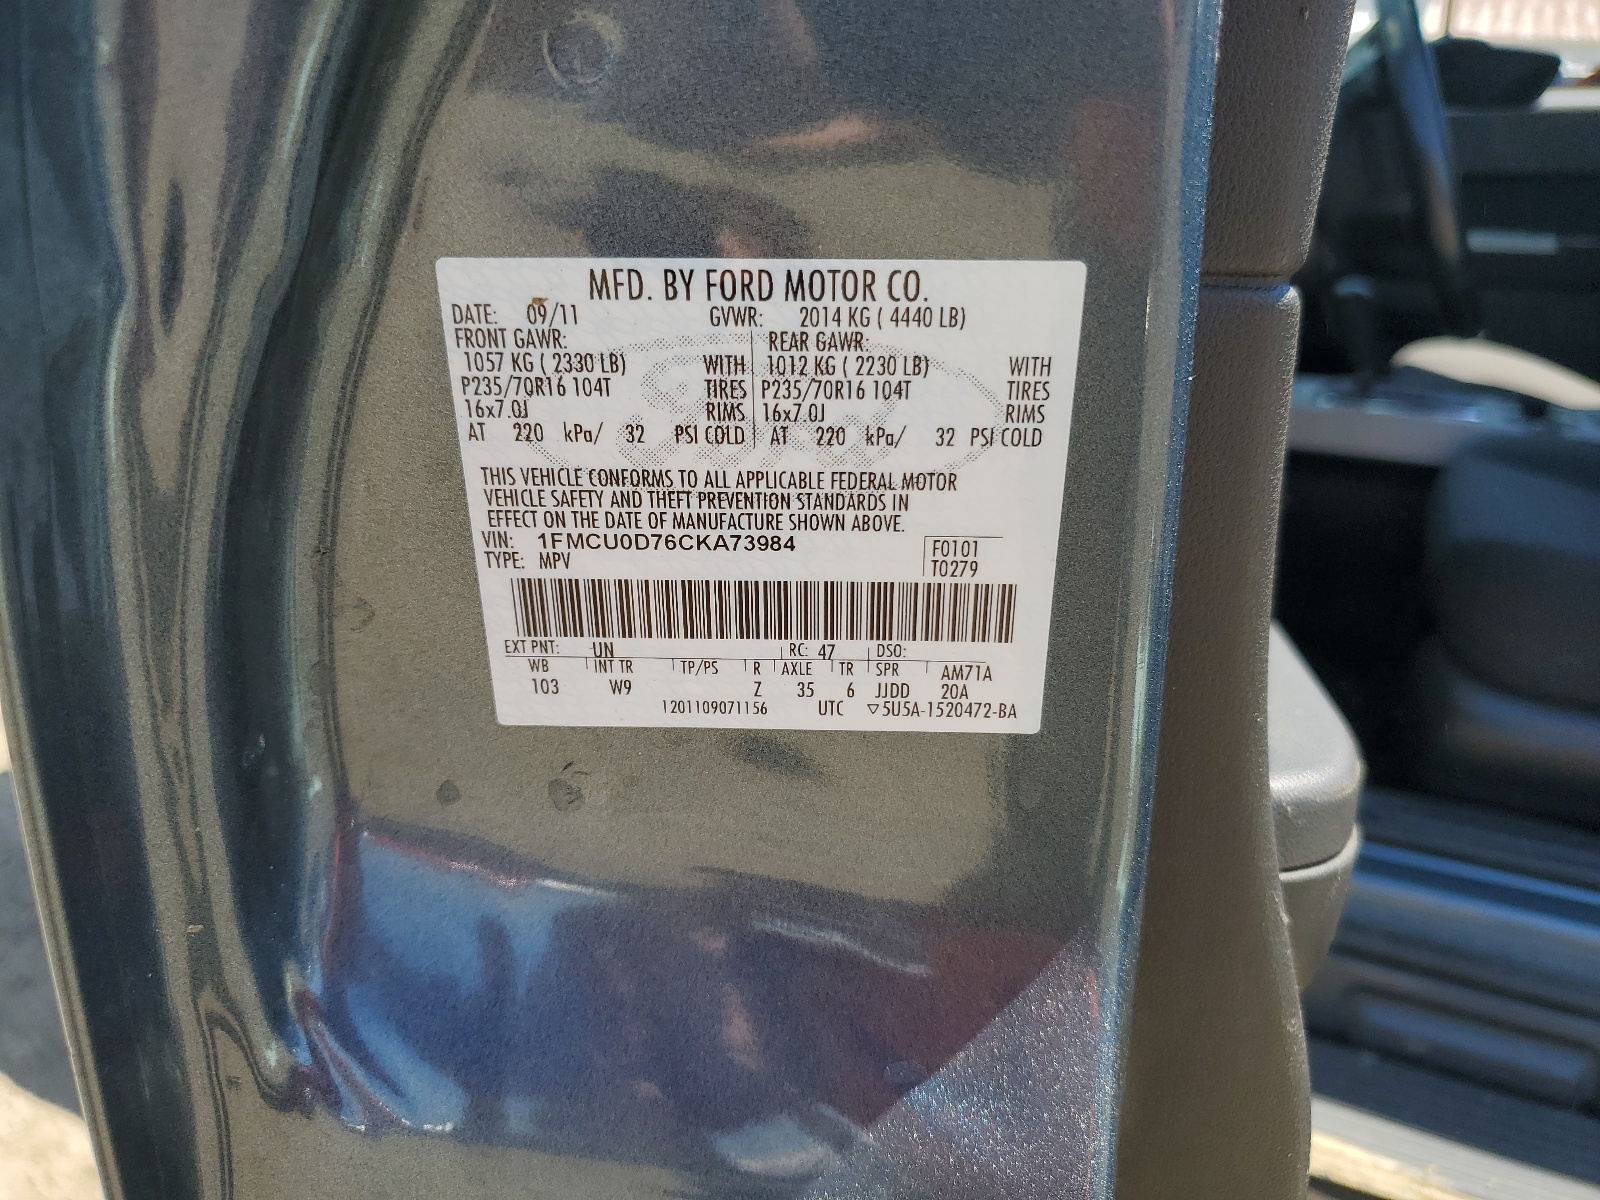 MFD. BY FORD MOTOR CO.
DATE: 09/11 GVWR: 2014 KG ( 4440 LB)
FRONT GAWR: REAR GAWR:
1057 KG ( 2330 LB) WITH 1012 KG ( 2230 LB) WITH
P235/70R16 104T TIRES P235/70R16 104T TIRES
16x7.0J RIMS 16x7.0J RIMS
AT 220 kPa/ 32 PSI COLD AT 220 kPa/ 32 PSI COLD
THIS VEHICLE CONFORMS TO ALL APPLICABLE FEDERAL MOTOR
VEHICLE SAFETY AND THEFT PREVENTION STANDARDS IN
EFFECT ON THE DATE OF MANUFACTURE SHOWN ABOVE.
VIN: 1FMCU0D76CKA73984 F0101
TYPE: MPV T0279
EXT PNT: UN RC: 47 DSO:
WB INT TR TP/PS R AXLE TR SPR AM71A
103 W9 Z 35 6 JJDD 20A
1201109071156 UTC ▽5U5A-1520472-BA